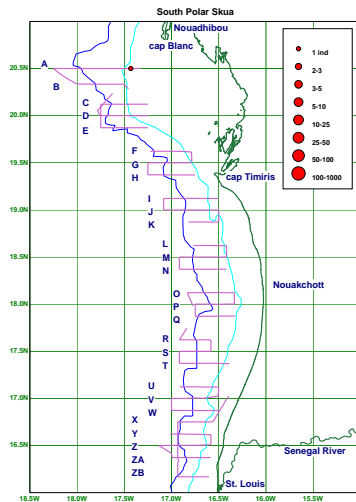 South Polar Skua
Nouadhibou
cap Blanc
20.5N
20.0N
19.5N
19.0N
18.5N
18.0N
17.5N
17.0N
16.5N
A
B
C
D
E
F
G
H
I
J
K
L
M
N
O
P
Q
R
S
T
U
V
W
X
Y
Z
ZA
ZB
1 ind
2-3
3-5
5-10
10-25
25-50
50-100
100-1000
cap Timiris
Nouakchott
Senegal River
St. Louis
18.5W
18.0W
17.5W
17.0W
16.5W
16.0W
15.5W